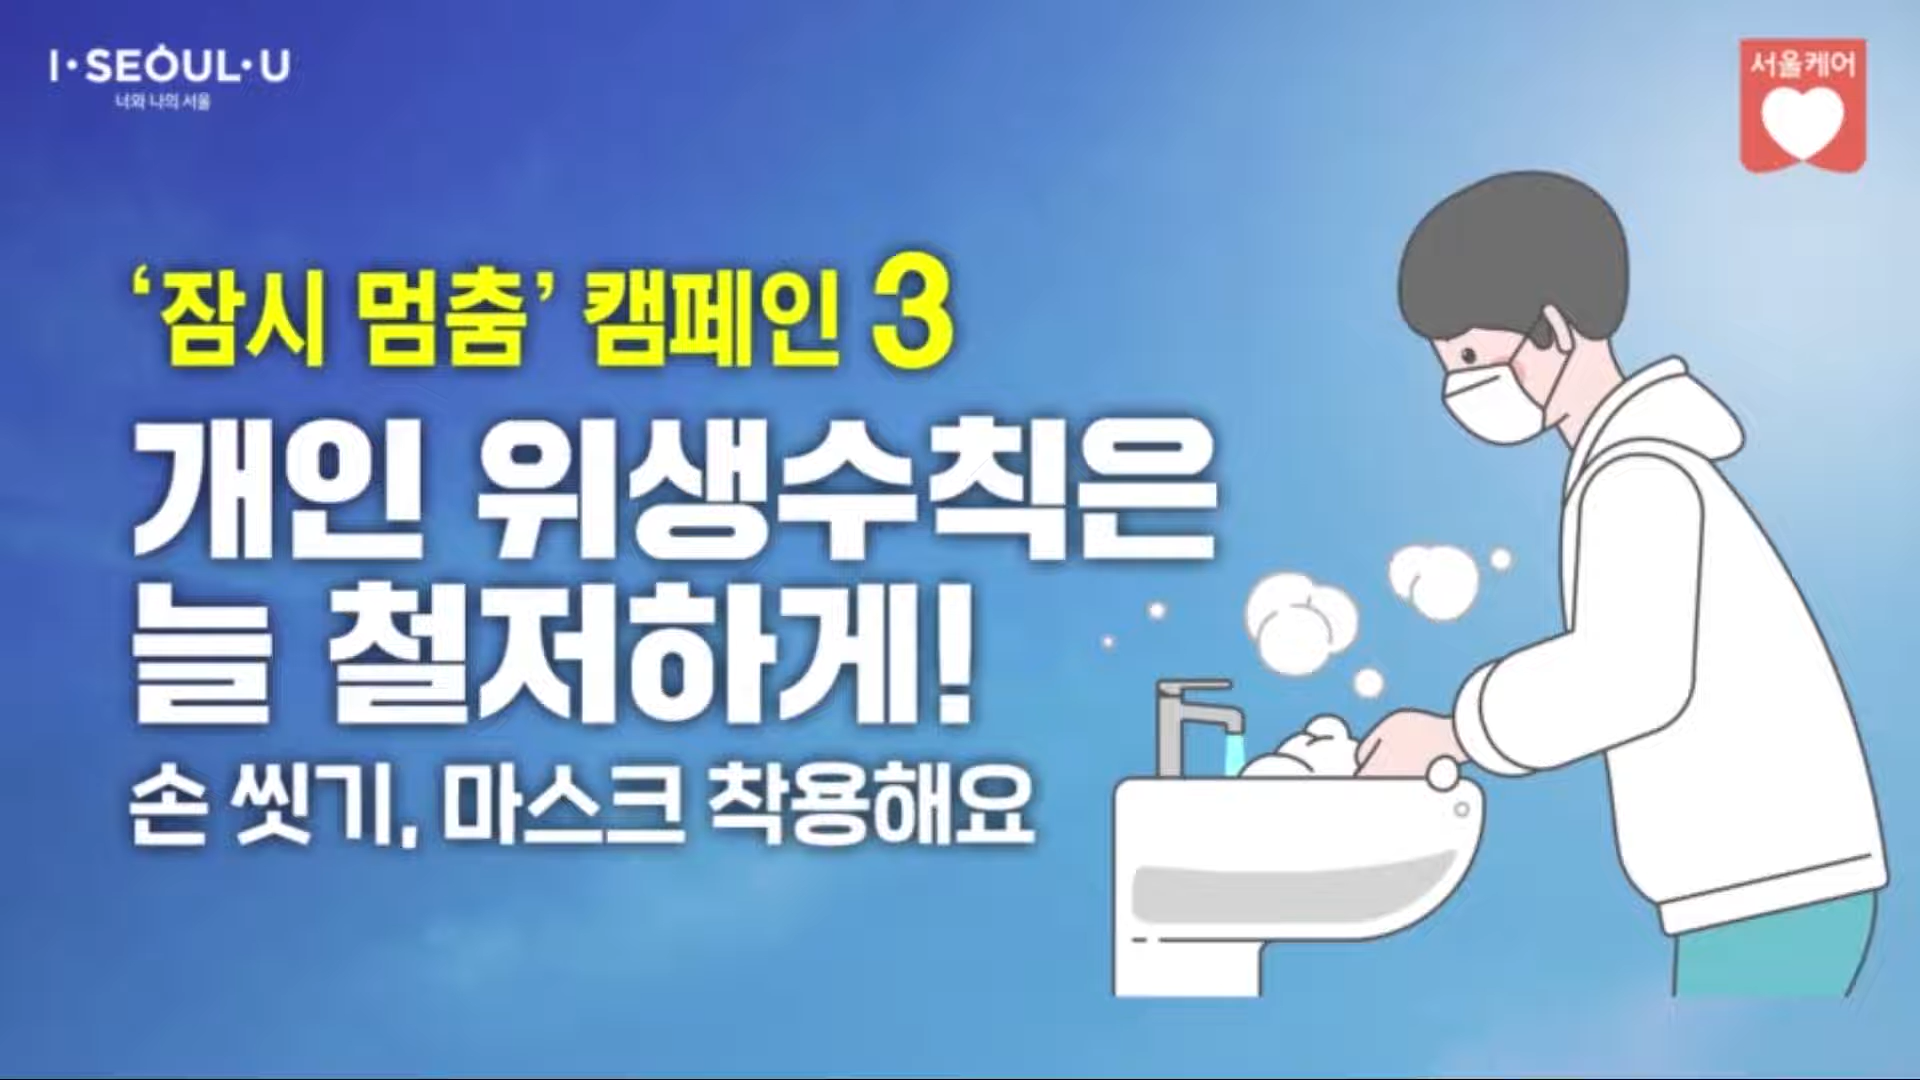 I·SEOUL·U
너와 나의 서울
서울케어
‘잠시 멈춤’ 캠페인 3
개인 위생수칙은
늘 철저하게!
손 씻기, 마스크 착용해요